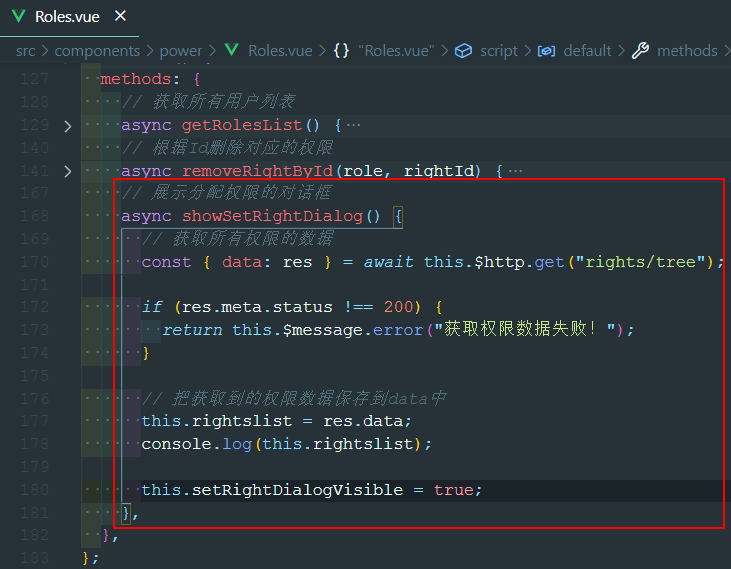 Roles.vue ×
src > components > power > Roles.vue > {} "Roles.vue" > script > default > methods >
127 methods: {
128 // 获取所有用户列表
129 async getRolesList() {…
140 // 根据Id删除对应的权限
141 async removeRightById(role, rightId) {…
167 // 展示分配权限的对话框
168 async showSetRightDialog() {
169 // 获取所有权限的数据
170 const { data: res } = await this.$http.get("rights/tree");
171
172 if (res.meta.status !== 200) {
173 return this.$message.error("获取权限数据失败！");
174 }
175
176 // 把获取到的权限数据保存到data中
177 this.rightslist = res.data;
178 console.log(this.rightslist);
179
180 this.setRightDialogVisible = true;
181 },
182 },
183 };